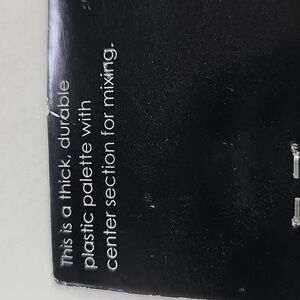 This is a thick, durable
plastic palette with
center section for mixing.